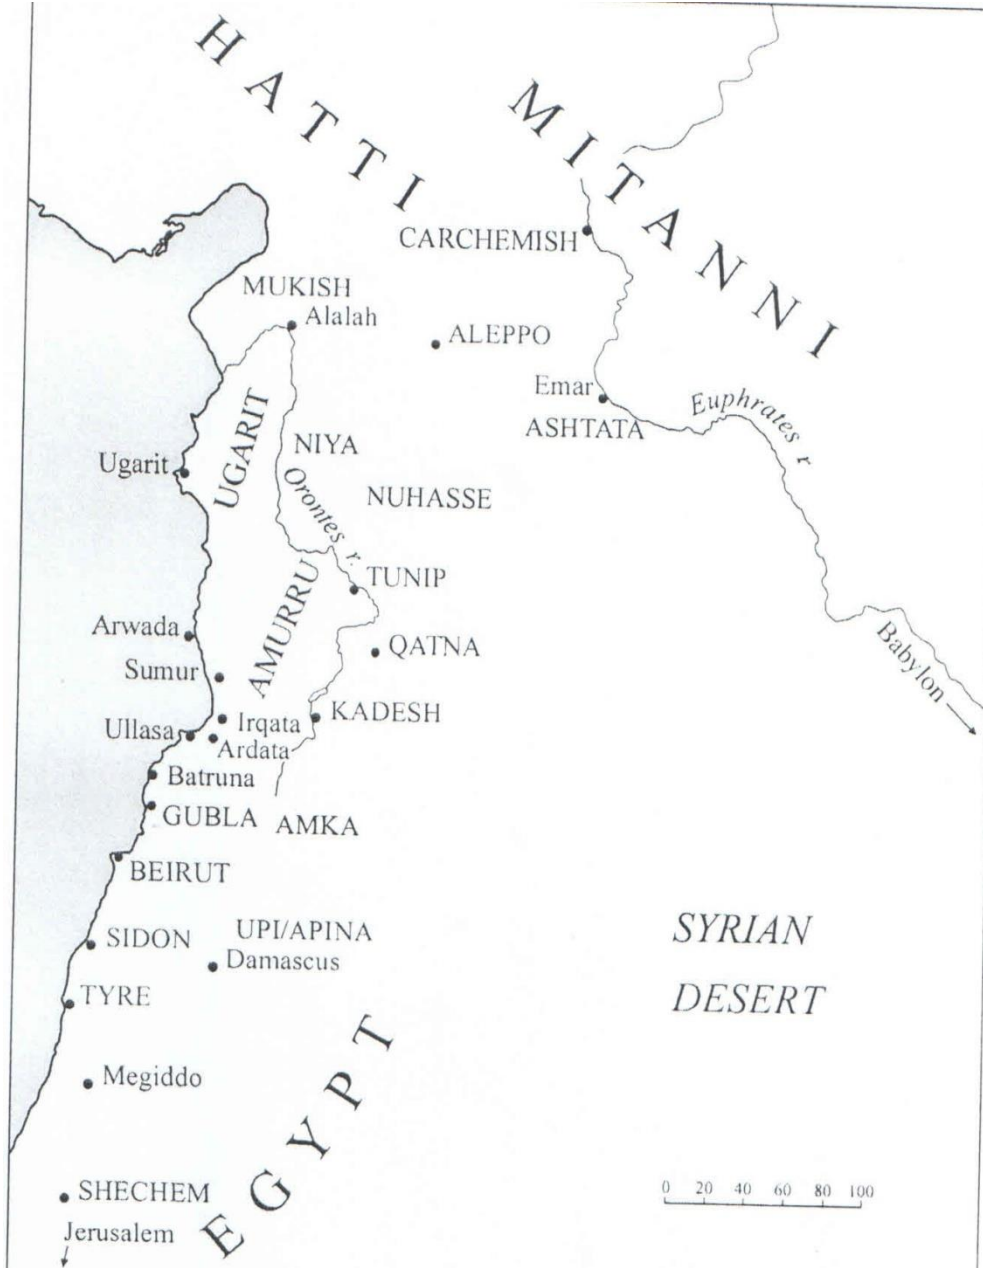 HATTI
MITANNI
CARCHEMISH
MUKISH
Alalah
ALEPPO
Emar
ASHTATA
Euphrates r
UGARIT
NIYA
Ugarit
Orontes r.
NUHASSE
TUNIP
AMURRU
Arwada
QATNA
Sumur
Babylon
Irqata
KADESH
Ullasa
Ardata
Batruna
GUBLA
AMKA
BEIRUT
SYRIAN
DESERT
UPI/APINA
SIDON
Damascus
TYRE
EGYPT
Megiddo
SHECHEM
0 20 40 60 80 100
Jerusalem